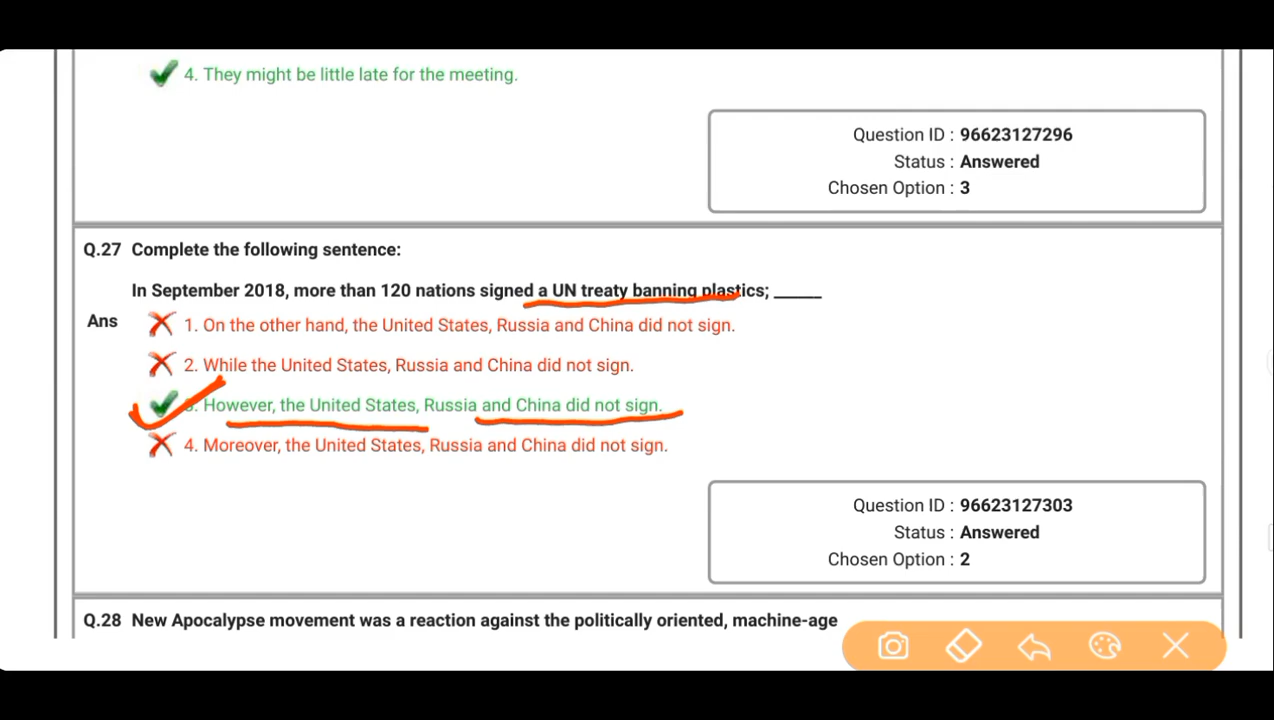 4. They might be little late for the meeting.
Question ID : 96623127296
Status : Answered
Chosen Option : 3
Q.27 Complete the following sentence:
In September 2018, more than 120 nations signed a UN treaty banning plastics; _____
Ans 1. On the other hand, the United States, Russia and China did not sign.
2. While the United States, Russia and China did not sign.
3. However, the United States, Russia and China did not sign.
4. Moreover, the United States, Russia and China did not sign.
Question ID : 96623127303
Status : Answered
Chosen Option : 2
Q.28 New Apocalypse movement was a reaction against the politically oriented, machine-age